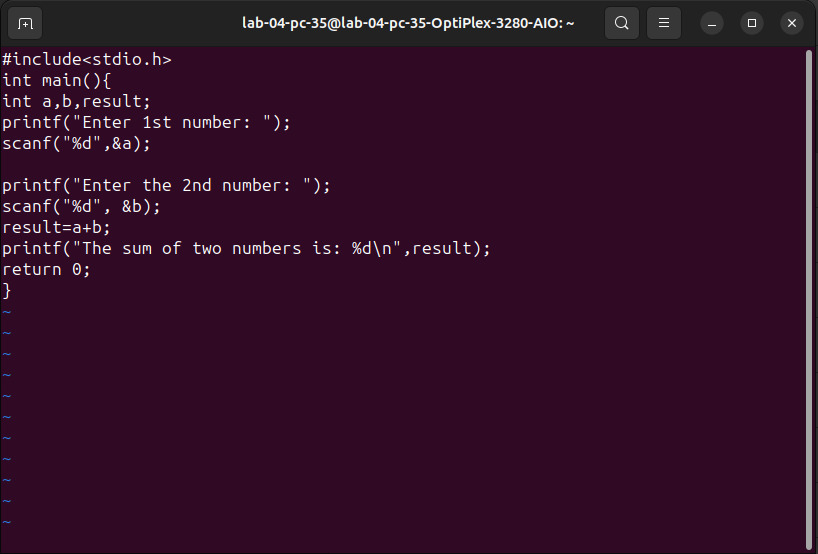 lab-04-pc-35@lab-04-pc-35-OptiPlex-3280-AIO: ~
#include<stdio.h>
int main(){
int a,b,result;
printf("Enter 1st number: ");
scanf("%d",&a);

printf("Enter the 2nd number: ");
scanf("%d", &b);
result=a+b;
printf("The sum of two numbers is: %d\n",result);
return 0;
}
~
~
~
~
~
~
~
~
~
~
~